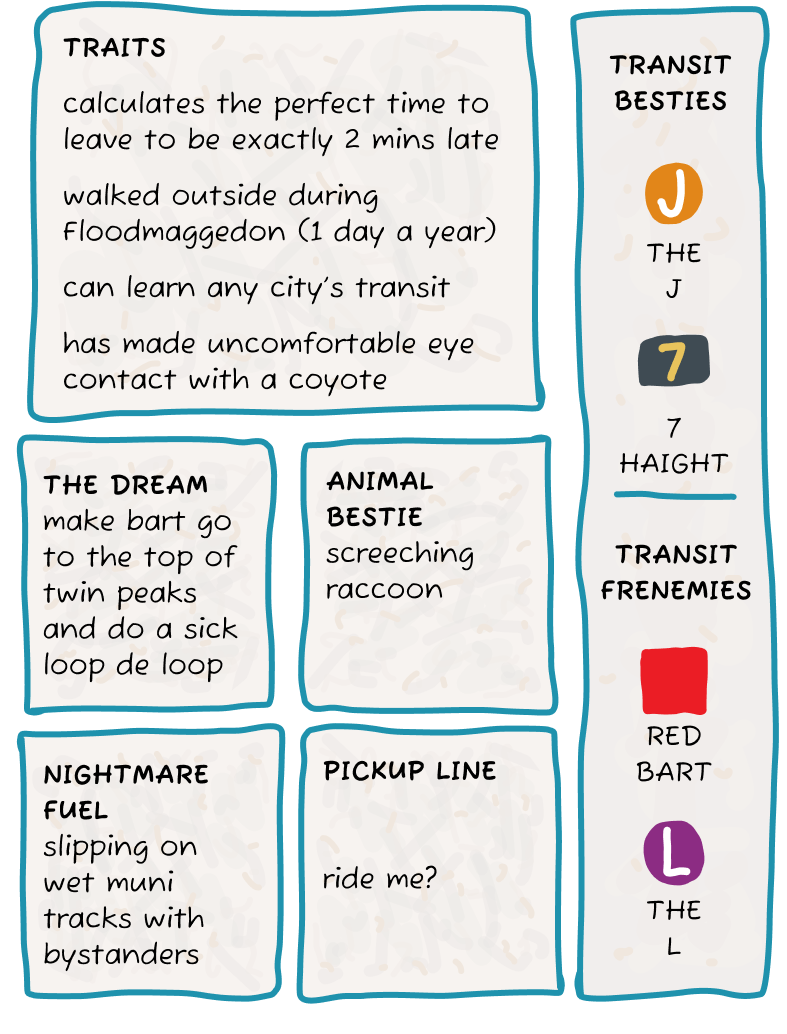 TRAITS
calculates the perfect time to
leave to be exactly 2 mins late
walked outside during
Floodmaggedon (1 day a year)
can learn any city's transit
has made uncomfortable eye
contact with a coyote
THE DREAM
make bart go
to the top of
twin peaks
and do a sick
loop de loop
ANIMAL
BESTIE
screeching
raccoon
NIGHTMARE
FUEL
slipping on
wet muni
tracks with
bystanders
PICKUP LINE
ride me?
TRANSIT
BESTIES
J
THE
J
7
7
HAIGHT
TRANSIT
FRENEMIES
RED
BART
L
THE
L